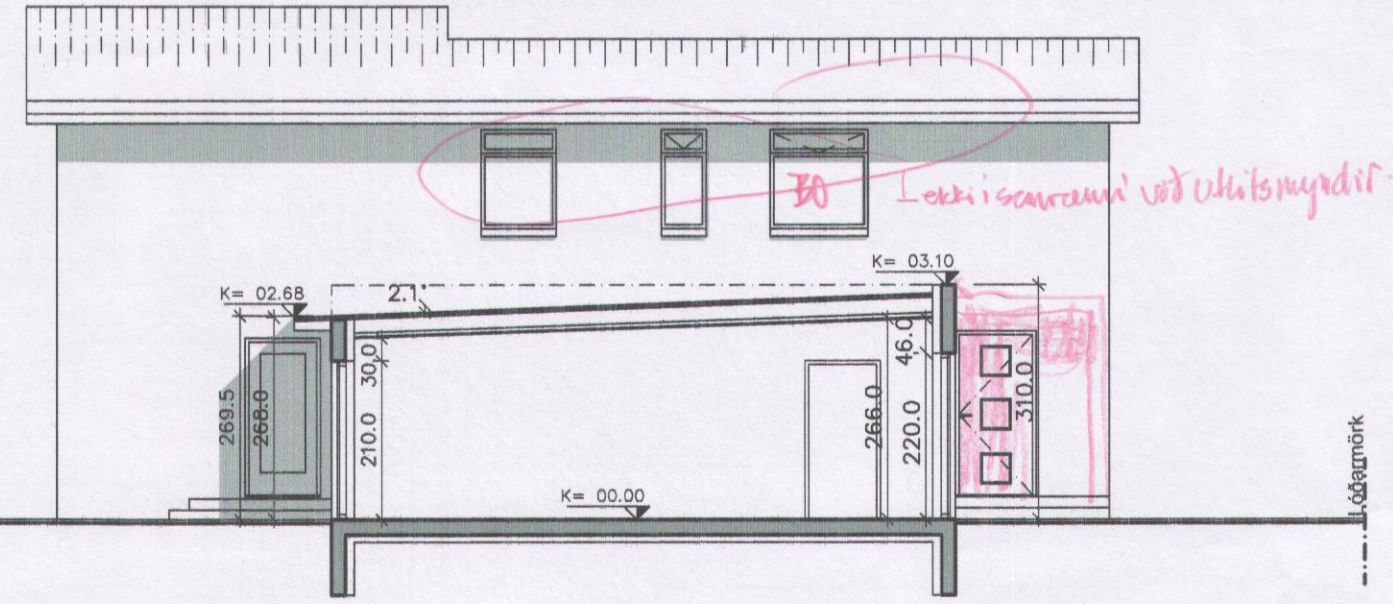 BO
ekki í samræmi við útlitsmyndir
K= 03.10
K= 02.68
2.1°
30,0
46.0
269.5
268.0
210.0
266.0
220.0
310.0
K= 00.00
Lóðarmörk